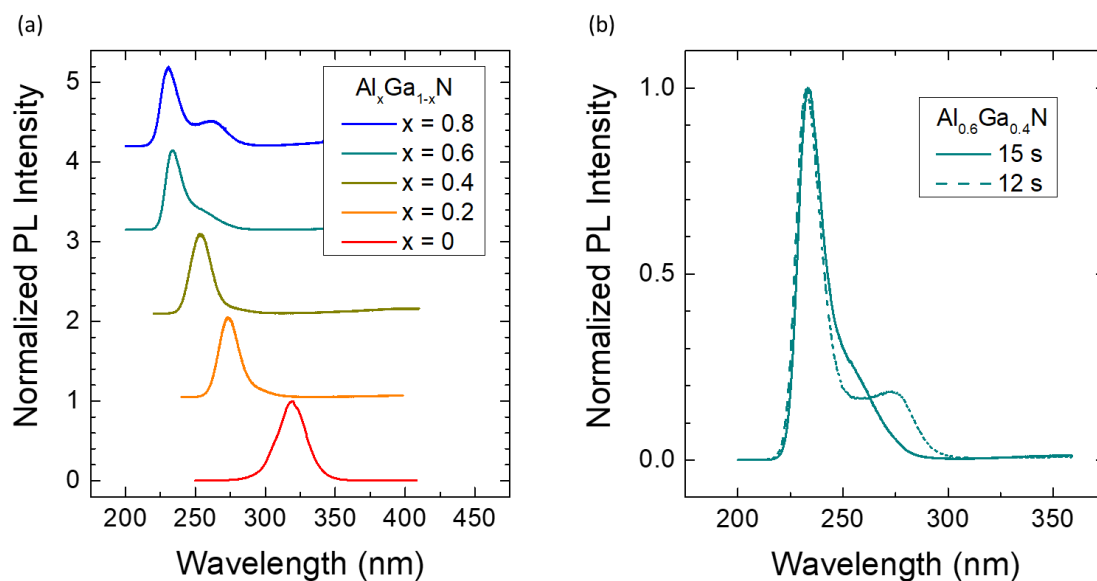 (a)
Normalized PL Intensity
5
4
3
2
1
0
200 250 300 350 400 450
Wavelength (nm)
AlxGa1-xN
x = 0.8
x = 0.6
x = 0.4
x = 0.2
x = 0
(b)
Normalized PL Intensity
1.0
0.5
0.0
200 250 300 350
Wavelength (nm)
Al0.6Ga0.4N
15 s
12 s